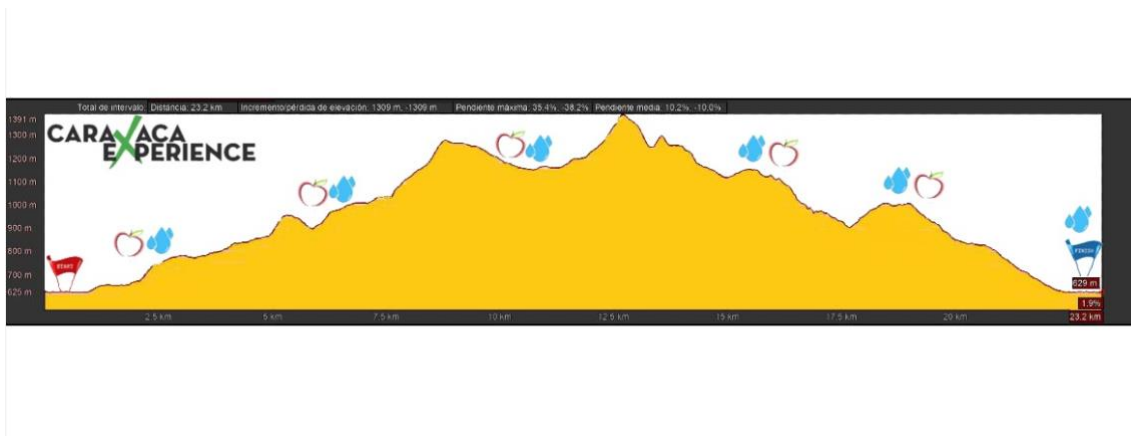 Total de intervalo: Distancia: 23.2 km Incremento/pérdida de elevación: 1309 m, -1309 m Pendiente máxima: 35.4%, -38.2% Pendiente media: 10.2%, -10.0%
1391 m
CARAXACA
EXPERIENCE
1300 m
1200 m
1100 m
1000 m
900 m
800 m
700 m
625 m
START
FINISH
629 m
1.9%
2.5 km 5 km 7.5 km 10 km 12.5 km 15 km 17.5 km 20 km 23.2 km